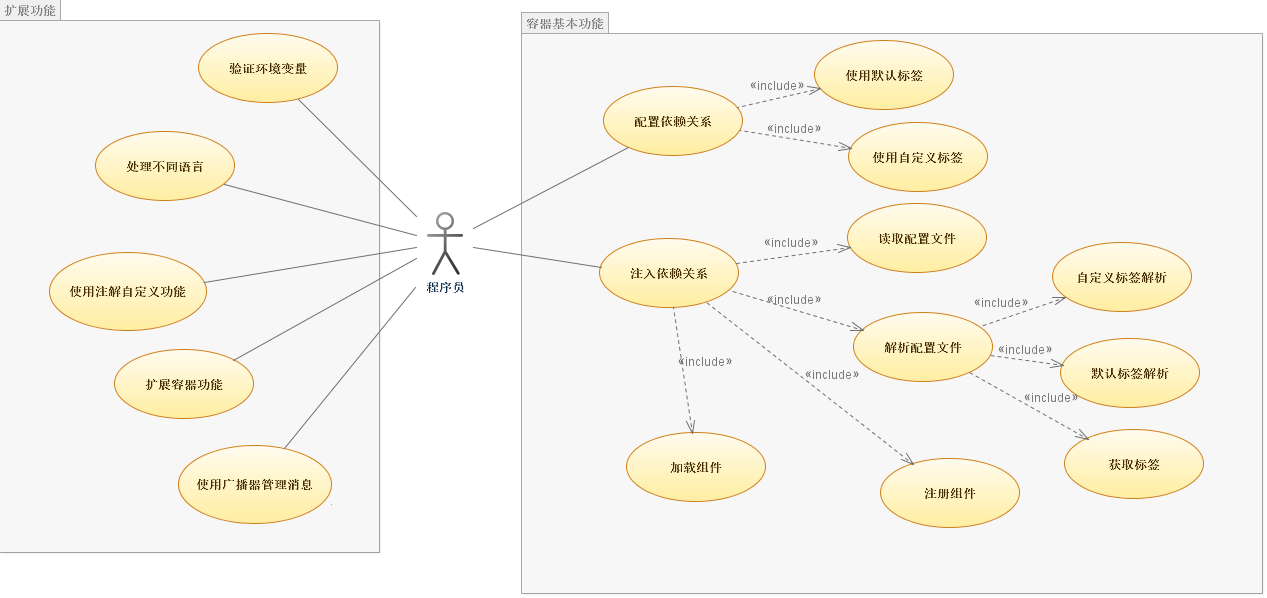 扩展功能
验证环境变量
处理不同语言
使用注解自定义功能
扩展容器功能
使用广播器管理消息
程序员
容器基本功能
配置依赖关系
«include»
使用默认标签
«include»
使用自定义标签
注入依赖关系
«include»
读取配置文件
«include»
解析配置文件
«include»
自定义标签解析
«include»
默认标签解析
«include»
获取标签
«include»
加载组件
«include»
注册组件